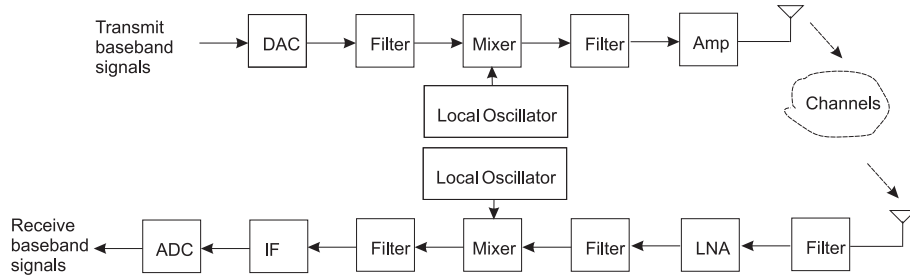 Transmit
baseband
signals
DAC
Filter
Mixer
Filter
Amp
Local Oscillator
Channels
Local Oscillator
Receive
baseband
signals
ADC
IF
Filter
Mixer
Filter
LNA
Filter